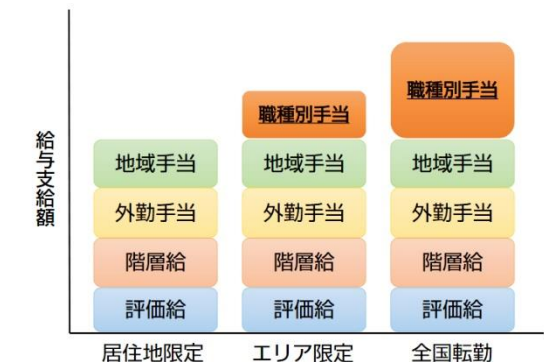 給与支給額
職種別手当
地域手当
外勤手当
階層給
評価給
居住地限定
地域手当
外勤手当
階層給
評価給
エリア限定
職種別手当
地域手当
外勤手当
階層給
評価給
全国転勤